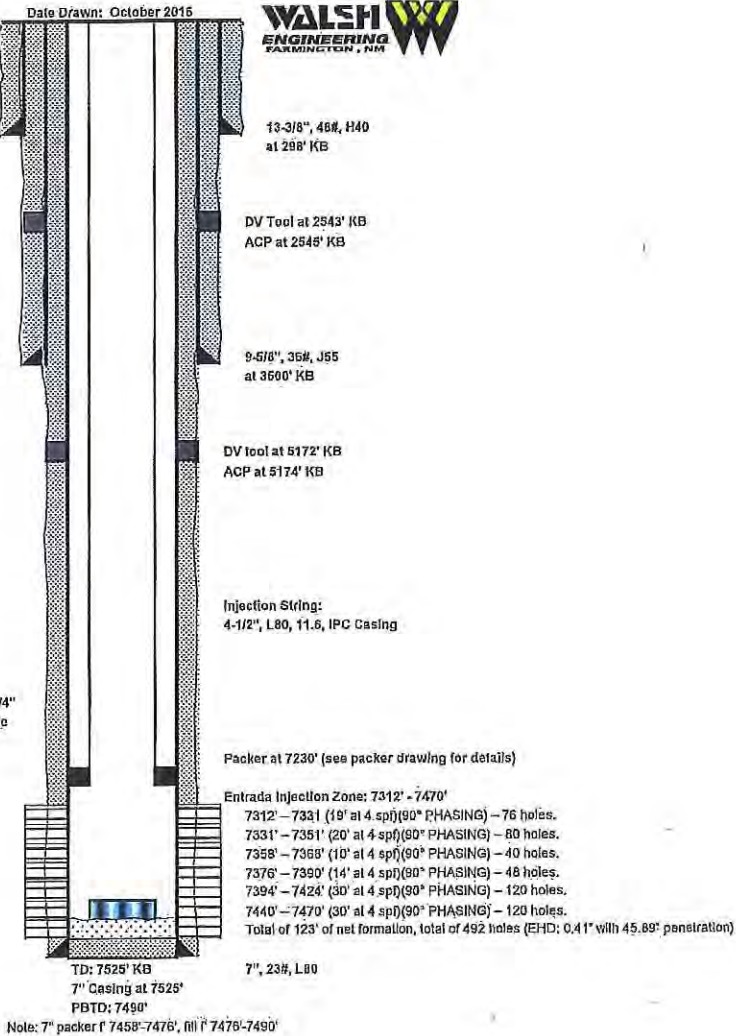 Date Drawn: October 2015
WALSH
ENGINEERING
FARMINGTON, NM
13-3/8", 48#, H40
at 298' KB
DV Tool at 2543' KB
ACP at 2545' KB
9-5/8", 36#, J55
at 3600' KB
DV tool at 5172' KB
ACP at 5174' KB
Injection String:
4-1/2", L80, 11.6, IPC Casing
/4"
Packer at 7230' (see packer drawing for details)
Entrada Injection Zone: 7312' - 7470'
7312' – 7331 (19' at 4 spf)(90° PHASING) – 76 holes.
7331' – 7351' (20' at 4 spf)(90° PHASING) – 80 holes.
7358' – 7368' (10' at 4 spf)(90° PHASING) – 40 holes.
7376' – 7390' (14' at 4 spf)(90° PHASING) – 48 holes.
7394' – 7424' (30' at 4 spf)(90° PHASING) – 120 holes.
7440' – 7470' (30' at 4 spf)(90° PHASING) – 120 holes.
Total of 123' of net formation, total of 492 holes (EHD: 0.41" with 45.89" penetration)
TD: 7525' KB
7", 23#, L80
7" Casing at 7525'
PBTD: 7490'
Note: 7" packer f' 7458'-7476', fill f' 7476'-7490'